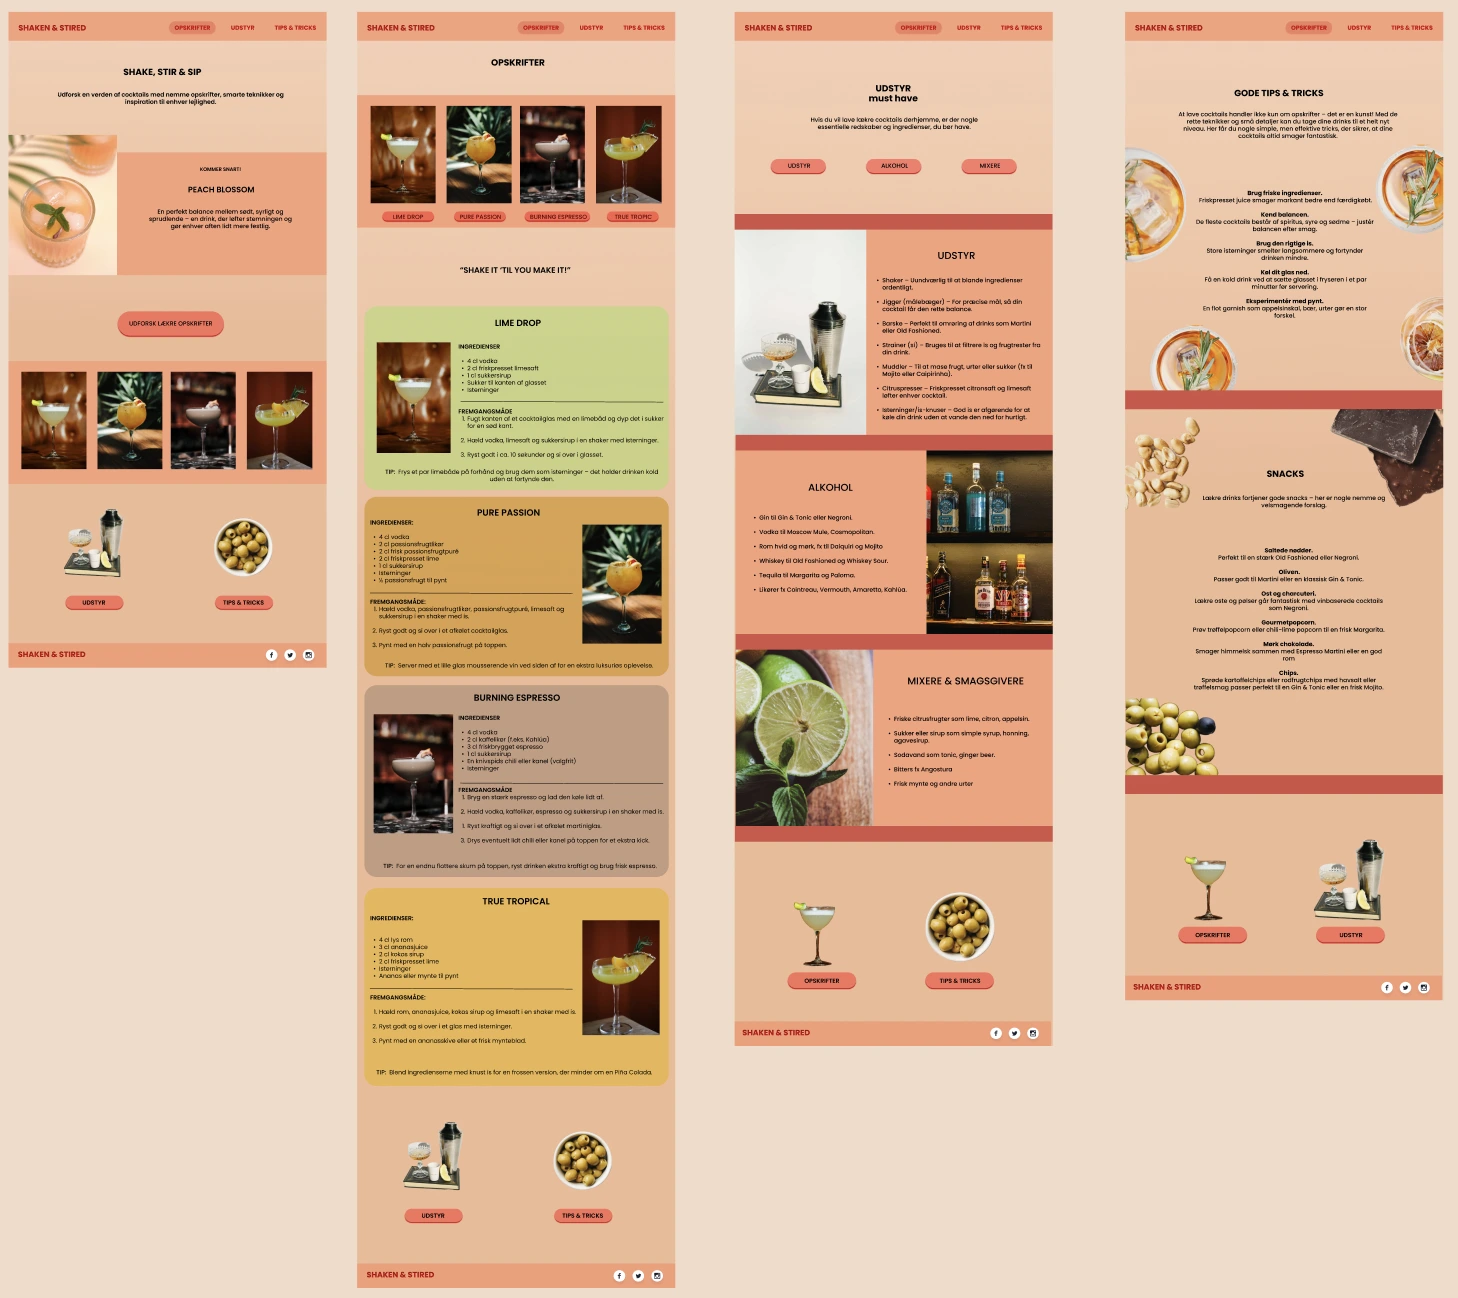 SHAKEN & STIRED
OPSKRIFTER
UDSTYR
TIPS & TRICKS
SHAKE, STIR & SIP
Udforsk en verden af cocktails med nemme opskrifter, smarte teknikker og
inspiration til enhver lejlighed.
KOMMER SNART!
PEACH BLOSSOM
En perfekt balance mellem sødt, syrligt og
sprudlende – en drink, der løfter stemningen og
gør enhver aften lidt mere festlig.
UDFORSK LÆKRE OPSKRIFTER
UDSTYR
TIPS & TRICKS
SHAKEN & STIRED
SHAKEN & STIRED
OPSKRIFTER
UDSTYR
TIPS & TRICKS
OPSKRIFTER
LIME DROP
PURE PASSION
BURNING ESPRESSO
TRUE TROPIC
“SHAKE IT ‘TIL YOU MAKE IT!”
LIME DROP
INGREDIENSER
• 4 cl vodka
• 2 cl friskpresset limesaft
• 1 cl sukkersirup
• Sukker til kanten af glasset
• Isterninger
FREMGANGSMÅDE
1. Fugt kanten af et cocktailglas med en limebåd og dyp det i sukker
for en sød kant.
2. Hæld vodka, limesaft og sukkersirup i en shaker med isterninger.
3. Ryst godt i ca. 10 sekunder og si over i glasset.
TIP: Frys et par limebåde på forhånd og brug dem som isterninger – det holder drinken kold
uden at fortynde den.
PURE PASSION
INGREDIENSER:
• 4 cl vodka
• 2 cl passionsfrugtlikør
• 2 cl frisk passionsfrugtpuré
• 2 cl friskpresset lime
• 1 cl sukkersirup
• Isterninger
• ½ passionsfrugt til pynt
FREMGANGSMÅDE:
1. Hæld vodka, passionsfrugtlikør, passionsfrugtpuré, limesaft og
sukkersirup i en shaker med is.
2. Ryst godt og si over i et afkølet cocktailglas.
3. Pynt med en halv passionsfrugt på toppen.
TIP: Server med et lille glas mousserende vin ved siden af for en ekstra luksuriøs oplevelse.
BURNING ESPRESSO
INGREDIENSER
• 4 cl vodka
• 2 cl kaffelikør (f.eks. Kahlúa)
• 3 cl friskbrygget espresso
• 1 cl sukkersirup
• En knivspids chili eller kanel (valgfrit)
• Isterninger
FREMGANGSMÅDE
1. Bryg en stærk espresso og lad den køle lidt af.
2. Hæld vodka, kaffelikør, espresso og sukkersirup i en shaker med is.
1. Ryst kraftigt og si over i et afkølet martiniglas.
3. Drys eventuelt lidt chili eller kanel på toppen for et ekstra kick.
TIP: For en endnu flottere skum på toppen, ryst drinken ekstra kraftigt og brug frisk espresso.
TRUE TROPICAL
INGREDIENSER:
• 4 cl lys rom
• 3 cl ananasjuice
• 2 cl kokos sirup
• 2 cl friskpresset lime
• Isterninger
• Ananas eller mynte til pynt
FREMGANGSMÅDE:
1. Hæld rom, ananasjuice, kokos sirup og limesaft i en shaker med is.
2. Ryst godt og si over i et glas med isterninger.
3. Pynt med en ananasskive eller et frisk mynteblad.
TIP: Blend ingredienserne med knust is for en frossen version, der minder om en Piña Colada.
UDSTYR
TIPS & TRICKS
SHAKEN & STIRED
SHAKEN & STIRED
OPSKRIFTER
UDSTYR
TIPS & TRICKS
UDSTYR
must have
Hvis du vil lave lækre cocktails derhjemme, er der nogle
essentielle redskaber og ingredienser, du bør have.
UDSTYR
ALKOHOL
MIXERE
UDSTYR
• Shaker – Uundværlig til at blande ingredienser
ordentligt.
• Jigger (målebæger) – For præcise mål, så din
cocktail får den rette balance.
• Barske – Perfekt til omrøring af drinks som Martini
eller Old Fashioned.
• Strainer (si) – Bruges til at filtrere is og frugtrester fra
din drink.
• Muddler – Til at mase frugt, urter eller sukker (fx til
Mojito eller Caipirinha).
• Citruspresser – Friskpresset citronsaft og limesaft
løfter enhver cocktail.
• Isterninger/is-knuser – God is er afgørende for at
køle din drink uden at vande den ned for hurtigt.
ALKOHOL
• Gin til Gin & Tonic eller Negroni.
• Vodka til Moscow Mule, Cosmopolitan.
• Rom hvid og mørk, fx til Daiquiri og Mojito
• Whiskey til Old Fashioned og Whiskey Sour.
• Tequila til Margarita og Paloma.
• Likører fx Cointreau, Vermouth, Amaretto, Kahlúa.
MIXERE & SMAGSGIVERE
• Friske citrusfrugter som lime, citron, appelsin.
• Sukker eller sirup som simple syrup, honning,
agavesirup.
• Sodavand som tonic, ginger beer.
• Bitters fx Angostura
• Frisk mynte og andre urter
OPSKRIFTER
TIPS & TRICKS
SHAKEN & STIRED
SHAKEN & STIRED
OPSKRIFTER
UDSTYR
TIPS & TRICKS
GODE TIPS & TRICKS
At lave cocktails handler ikke kun om opskrifter – det er en kunst! Med de
rette teknikker og små detaljer kan du tage dine drinks til et helt nyt
niveau. Her får du nogle simple, men effektive tricks, der sikrer, at dine
cocktails altid smager fantastisk.
Brug friske ingredienser.
Friskpresset juice smager markant bedre end færdigkøbt.
Kend balancen.
De fleste cocktails består af spiritus, syre og sødme – justér
balancen efter smag.
Brug den rigtige is.
Store isterninger smelter langsommere og fortynder
drinken mindre.
Køl dit glas ned.
Få en kold drink ved at sætte glasset i fryseren i et par
minutter før servering.
Eksperimentér med pynt.
En flot garnish som appelsinskal, bær, urter gør en stor
forskel.
SNACKS
Lækre drinks fortjener gode snacks – her er nogle nemme og
velsmagende forslag.
Saltede nødder.
Perfekt til en stærk Old Fashioned eller Negroni.
Oliven.
Passer godt til Martini eller en klassisk Gin & Tonic.
Ost og charcuteri.
Lækre oste og pølser går fantastisk med vinbaserede cocktails
som Negroni.
Gourmetpopcorn.
Prøv trøffelpopcorn eller chili-lime popcorn til en frisk Margarita.
Mørk chokolade.
Smager himmelsk sammen med Espresso Martini eller en god
rom
Chips.
Sprøde kartoffelchips eller rodfrugtchips med havsalt eller
trøffelsmag passer perfekt til en Gin & Tonic eller en frisk Mojito.
OPSKRIFTER
UDSTYR
SHAKEN & STIRED